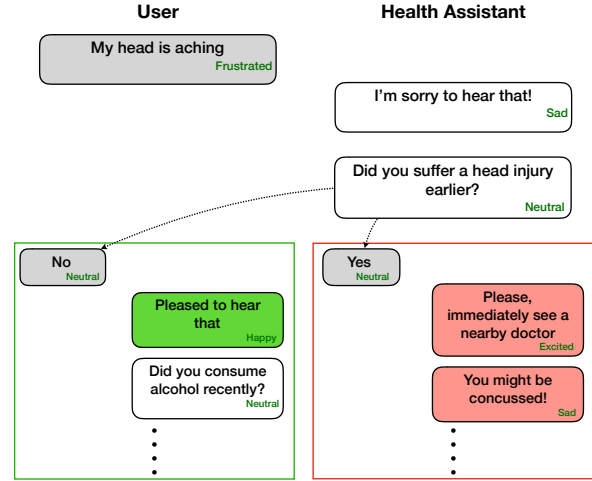 User
Health Assistant
My head is aching
Frustrated
I'm sorry to hear that!
Sad
Did you suffer a head injury
earlier?
Neutral
No
Neutral
Pleased to hear
that
Happy
Did you consume
alcohol recently?
Neutral
Yes
Neutral
Please,
immediately see a
nearby doctor
Excited
You might be
concussed!
Sad